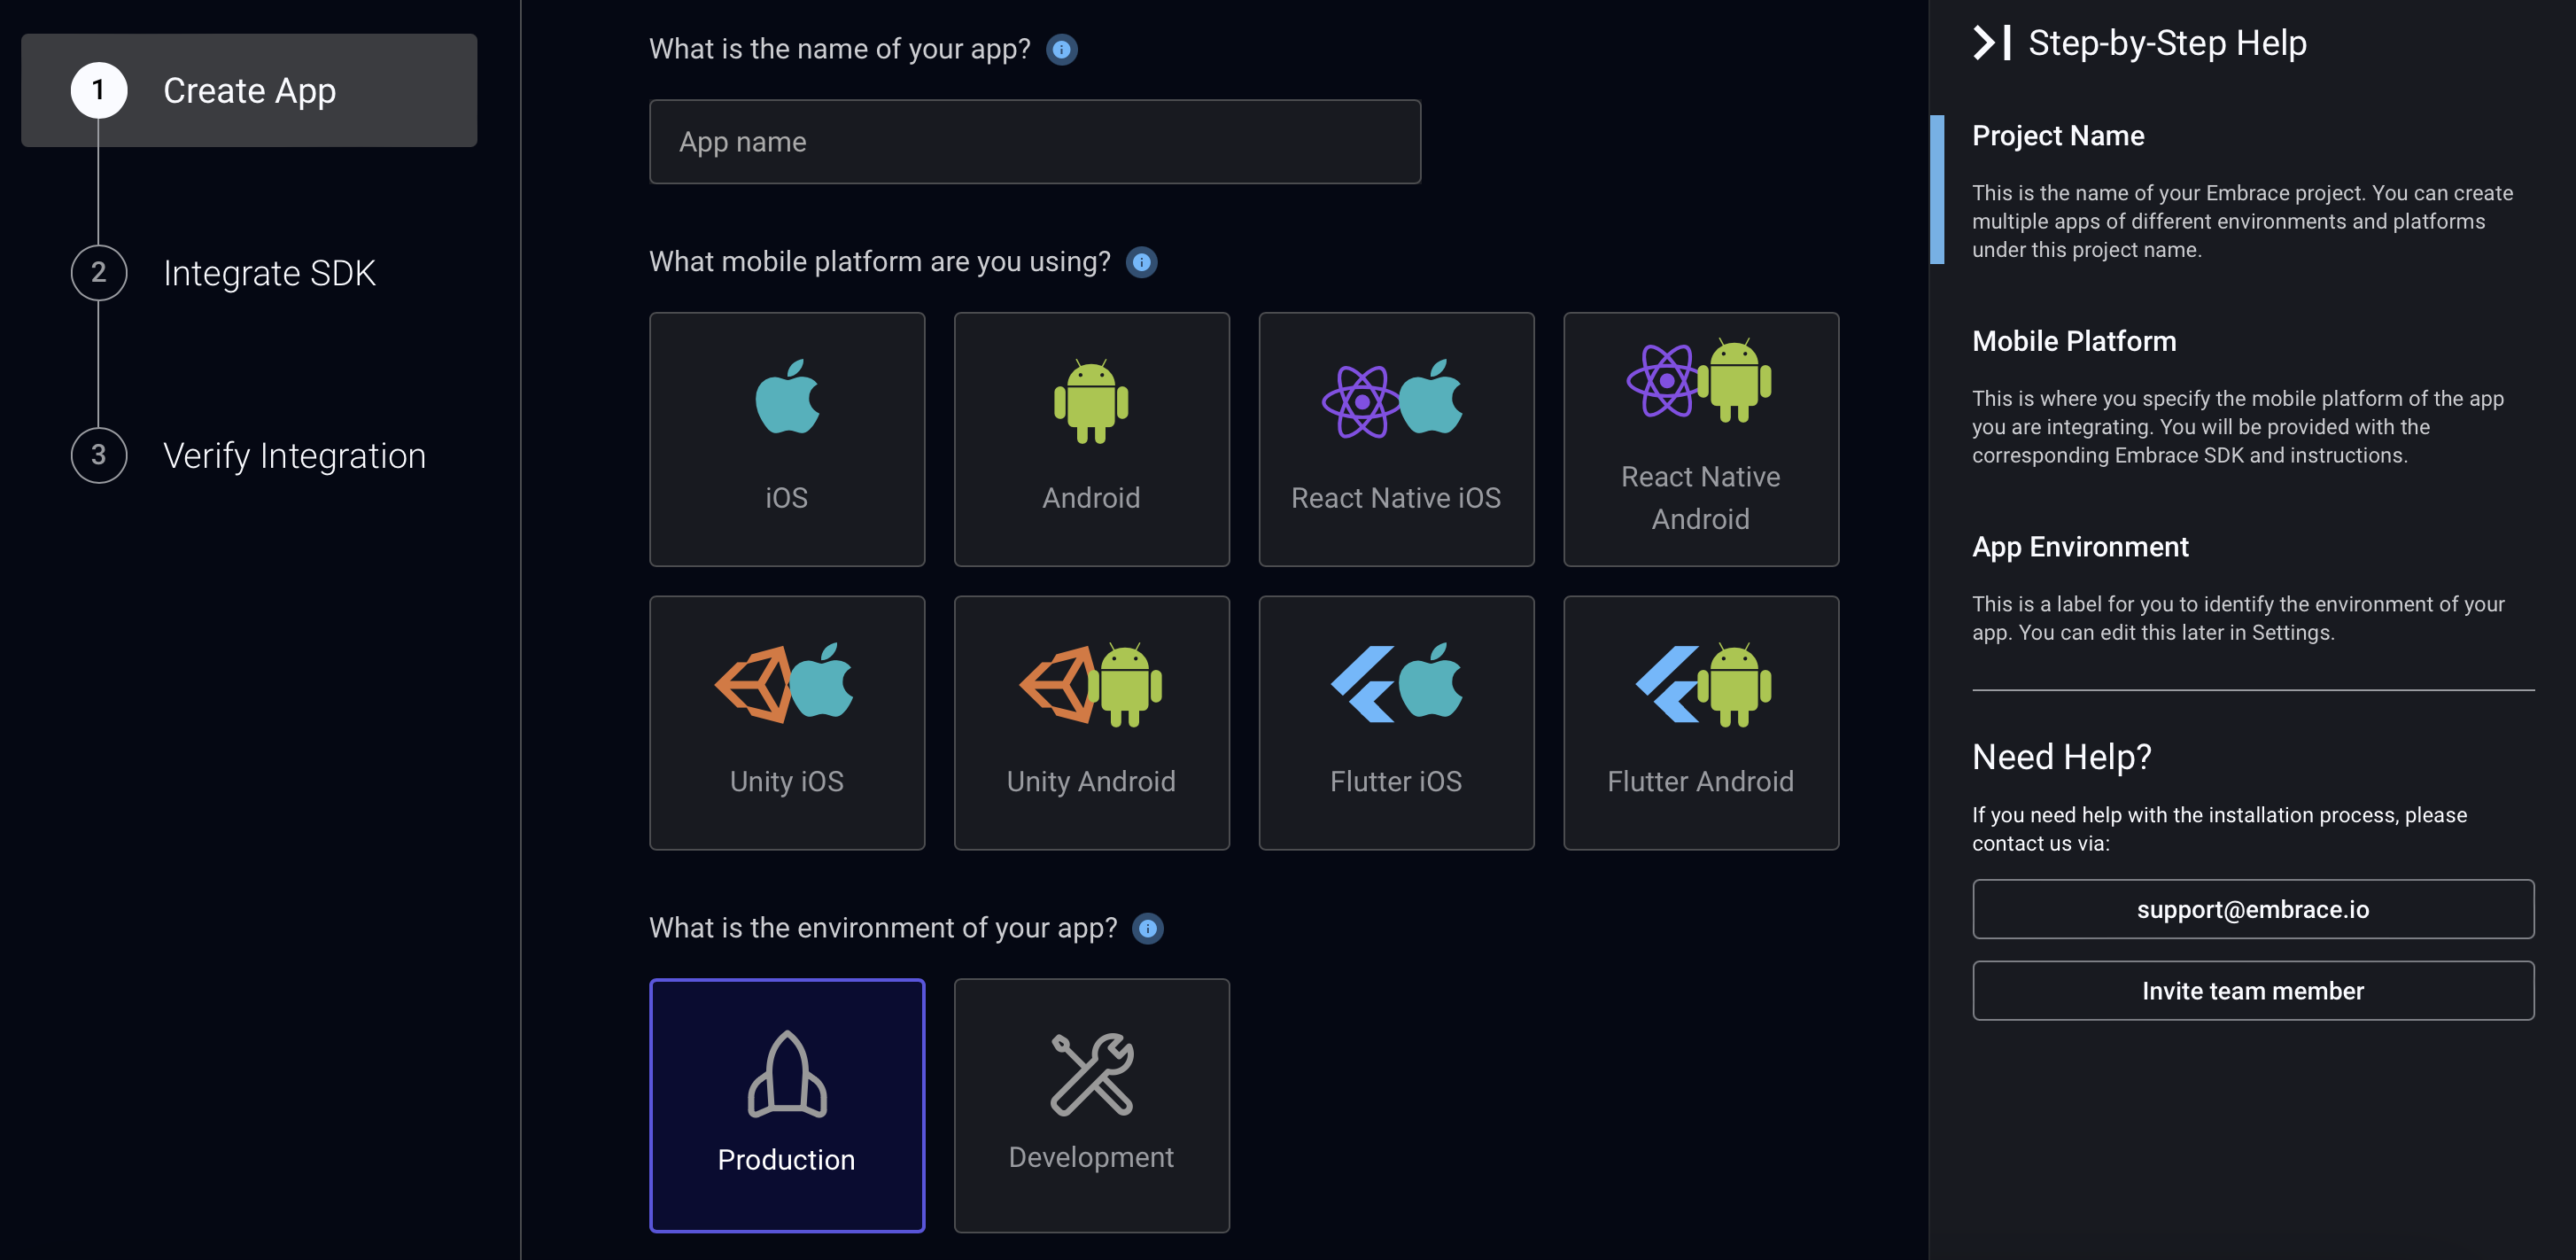 1 Create App
2 Integrate SDK
3 Verify Integration
What is the name of your app?
App name
What mobile platform are you using?
iOS
Android
React Native iOS
React Native
Android
Unity iOS
Unity Android
Flutter iOS
Flutter Android
What is the environment of your app?
Production
Development
Step-by-Step Help
Project Name
This is the name of your Embrace project. You can create
multiple apps of different environments and platforms
under this project name.
Mobile Platform
This is where you specify the mobile platform of the app
you are integrating. You will be provided with the
corresponding Embrace SDK and instructions.
App Environment
This is a label for you to identify the environment of your
app. You can edit this later in Settings.
Need Help?
If you need help with the installation process, please
contact us via:
support@embrace.io
Invite team member